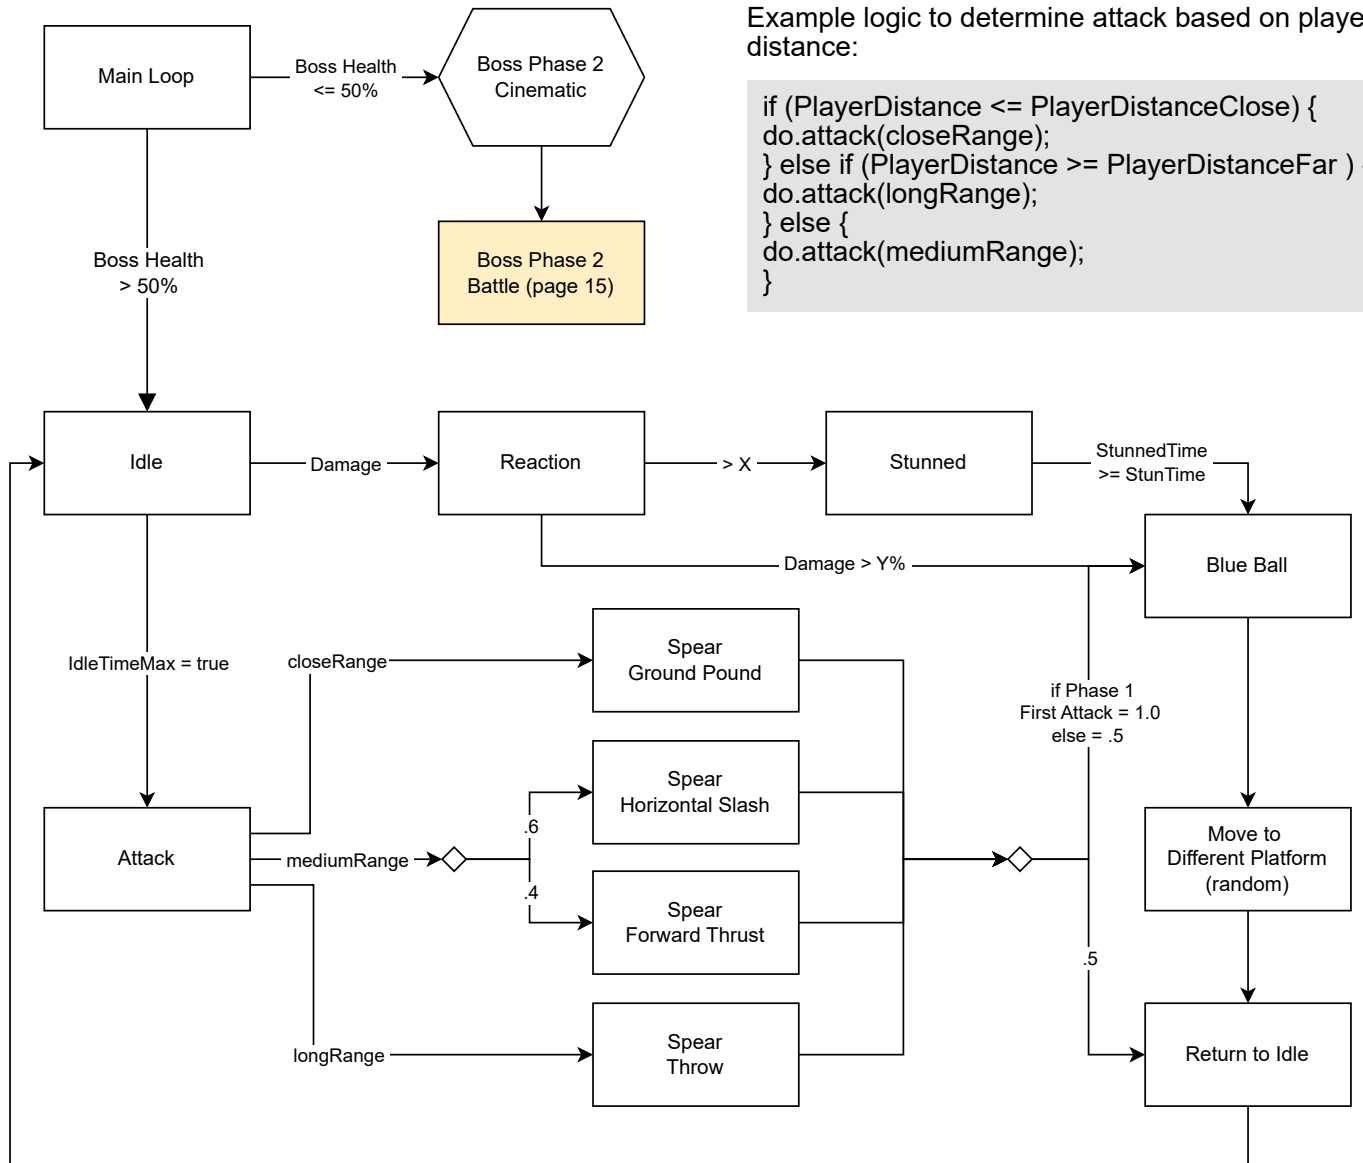 Example logic to determine attack based on playe
distance:
if (PlayerDistance <= PlayerDistanceClose) {
do.attack(closeRange);
} else if (PlayerDistance >= PlayerDistanceFar )
do.attack(longRange);
} else {
do.attack(mediumRange);
}
Main Loop
Boss Health
<= 50%
Boss Phase 2
Cinematic
Boss Health
> 50%
Boss Phase 2
Battle (page 15)
Idle
Damage
Reaction
> X
Stunned
StunnedTime
>= StunTime
Damage > Y%
Blue Ball
IdleTimeMax = true
closeRange
Spear
Ground Pound
if Phase 1
First Attack = 1.0
else = .5
Spear
Horizontal Slash
.6
Attack
mediumRange
.4
Move to
Different Platform
(random)
Spear
Forward Thrust
.5
longRange
Spear
Throw
Return to Idle